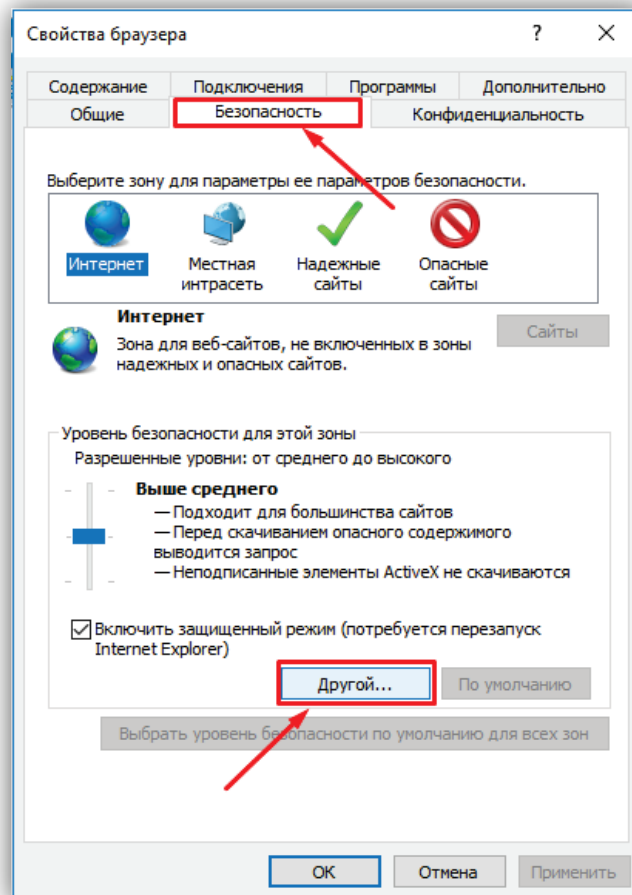 Свойства браузера
Содержание Подключения Программы Дополнительно
Общие Безопасность Конфиденциальность
Выберите зону для параметры ее параметров безопасности.
Интернет
Местная
интрасеть
Надежные
сайты
Опасные
сайты
Интернет
Сайты
Зона для веб-сайтов, не включенных в зоны
надежных и опасных сайтов.
Уровень безопасности для этой зоны
Разрешенные уровни: от среднего до высокого
Выше среднего
— Подходит для большинства сайтов
— Перед скачиванием опасного содержимого
выводится запрос
— Неподписанные элементы ActiveX не скачиваются
Включить защищенный режим (потребуется перезапуск
Internet Explorer)
Другой... По умолчанию
Выбрать уровень безопасности по умолчанию для всех зон
ОК Отмена Применить